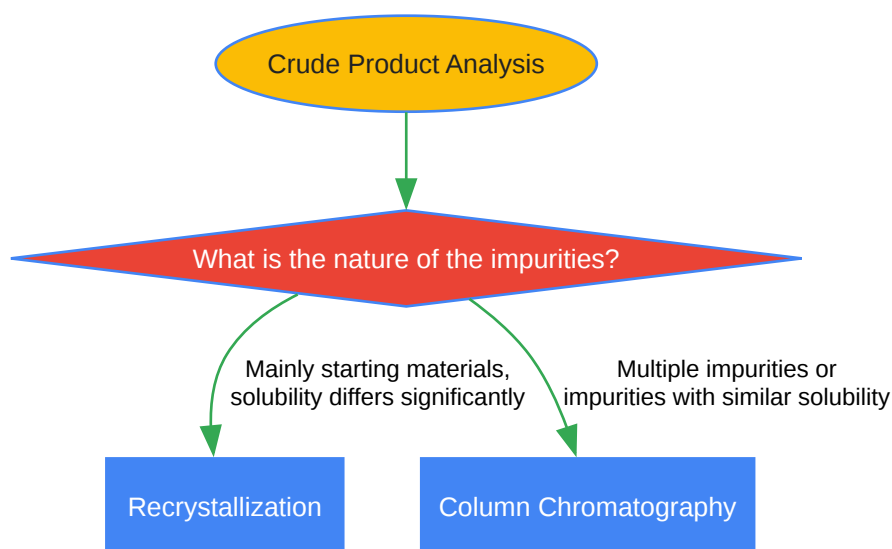 Crude Product Analysis
What is the nature of the impurities?
Mainly starting materials,
solubility differs significantly
Multiple impurities or
impurities with similar solubility
Recrystallization
Column Chromatography